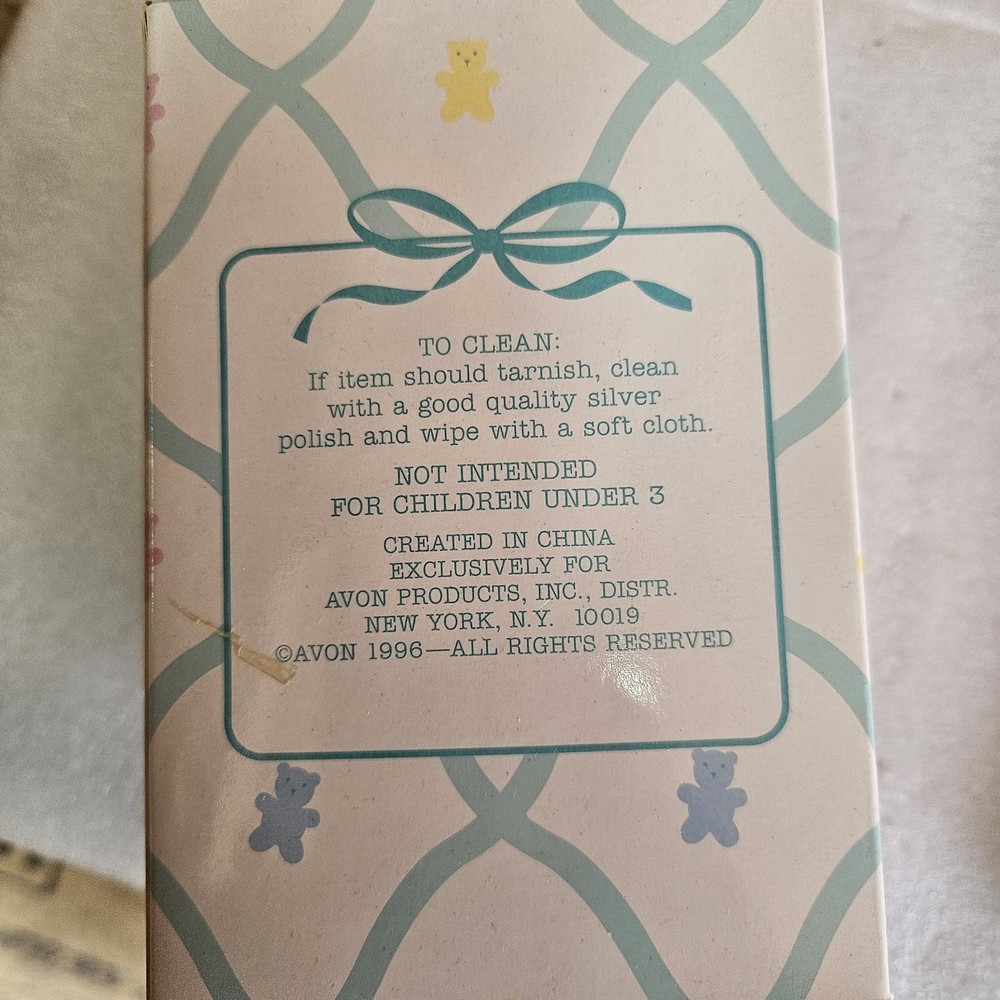 TO CLEAN:
If item should tarnish, clean
with a good quality silver
polish and wipe with a soft cloth.
NOT INTENDED
FOR CHILDREN UNDER 3
CREATED IN CHINA
EXCLUSIVELY FOR
AVON PRODUCTS, INC., DISTR.
NEW YORK, N.Y. 10019
©AVON 1996—ALL RIGHTS RESERVED